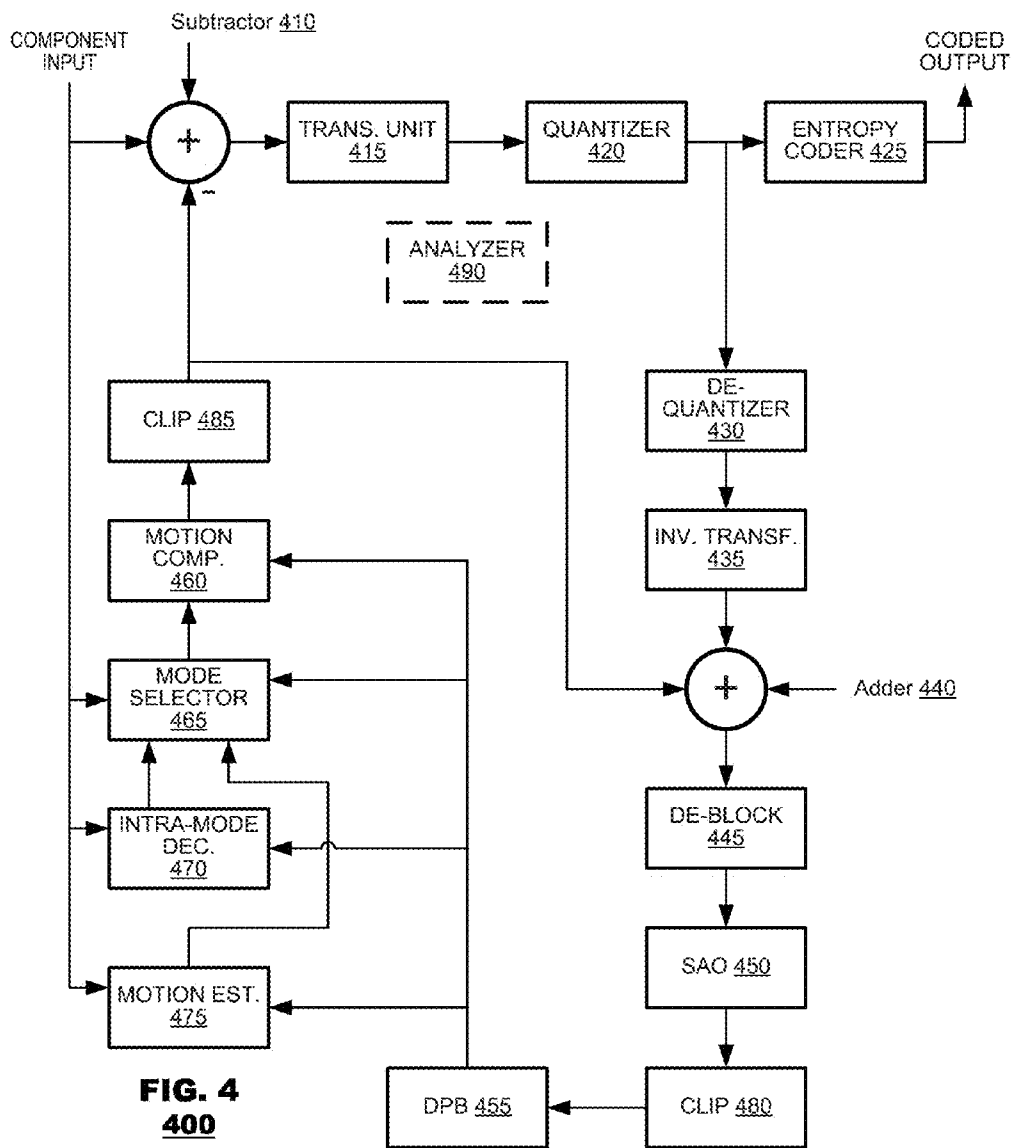 Subtractor 410
COMPONENT
INPUT
CODED
OUTPUT
+
-
TRANS. UNIT
415
QUANTIZER
420
ENTROPY
CODER 425
ANALYZER
490
CLIP 485
DE-
QUANTIZER
430
MOTION
COMP.
460
INV. TRANSF.
435
MODE
SELECTOR
465
+
Adder 440
INTRA-MODE
DEC.
470
DE-BLOCK
445
MOTION EST.
475
SAO 450
FIG. 4
400
DPB 455
CLIP 480